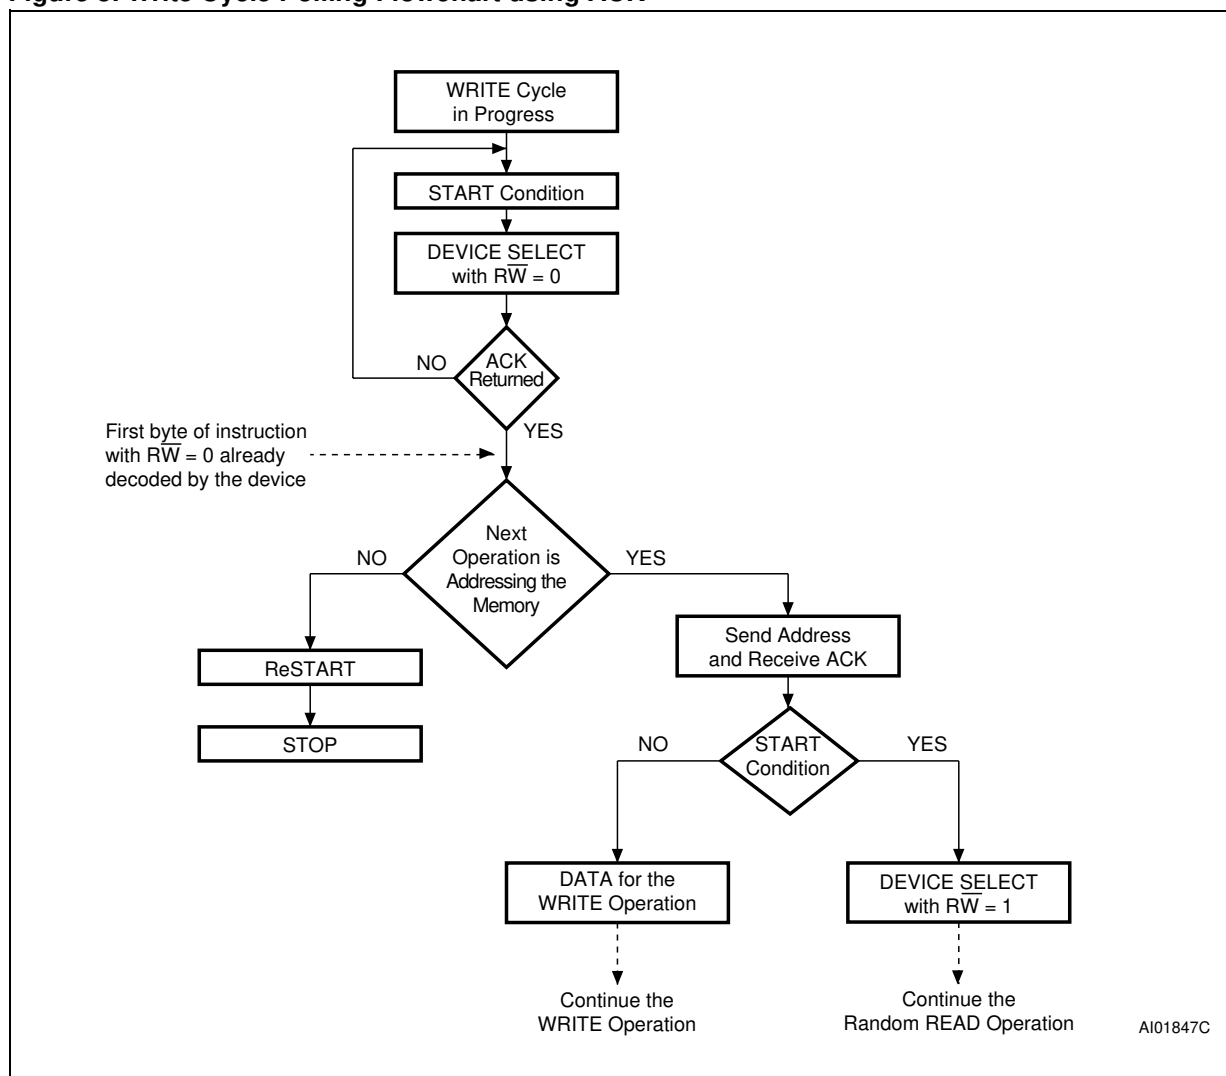 WRITE Cycle
in Progress
START Condition
DEVICE SELECT
with RW̅ = 0
ACK
Returned
NO
YES
First byte of instruction
with RW̅ = 0 already
decoded by the device
Next
Operation is
Addressing the
Memory
NO
YES
Send Address
and Receive ACK
ReSTART
STOP
START
Condition
NO
YES
DATA for the
WRITE Operation
DEVICE SELECT
with RW̅ = 1
Continue the
WRITE Operation
Continue the
Random READ Operation
AI01847C